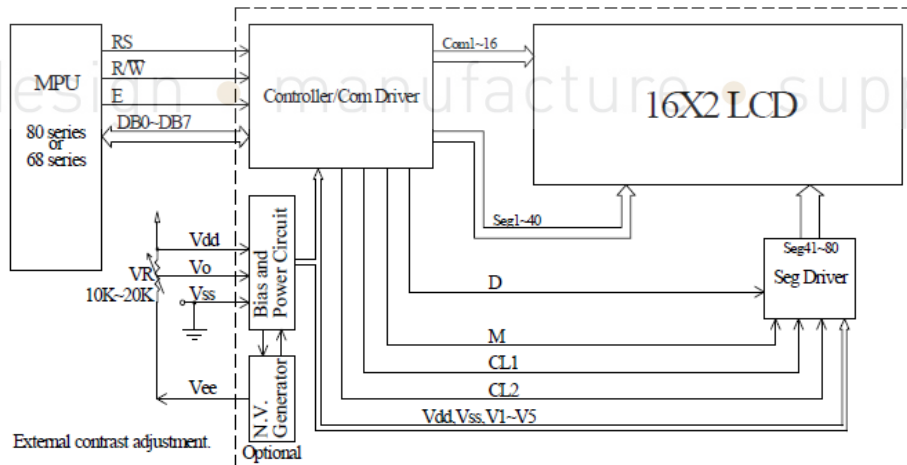 MPU
80 series
or
68 series
RS
R/W̅
E
DB0~DB7
Controller/Com Driver
Com1~16
16X2 LCD
Seg1~40
Seg41~80
Seg Driver
D
M
CL1
CL2
Vdd,Vss,V1~V5
Vdd
Vo
Vss
VR
10K~20K
Bias and
Power Circuit
Vee
N.V.
Generator
Optional
External contrast adjustment.
design • manufacture • supp